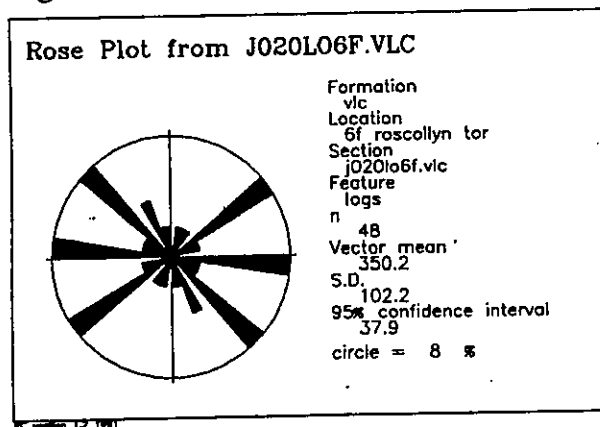 Rose Plot from J020LO6F.VLC
Formation
vlc
Location
6f roscollyn tor
Section
j020lo6f.vlc
Feature
logs
n
48
Vector mean
350.2
S.D.
102.2
95% confidence interval
37.9
circle = 8 %